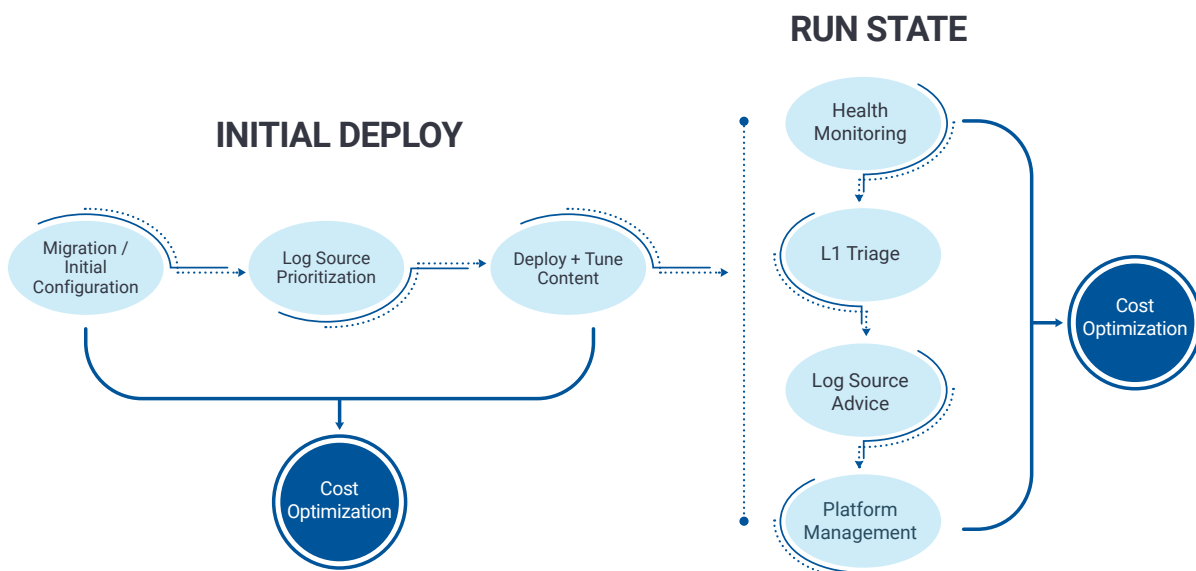 INITIAL DEPLOY
Migration /
Initial
Configuration
Log Source
Prioritization
Deploy + Tune
Content
Cost
Optimization
RUN STATE
Health
Monitoring
L1 Triage
Log Source
Advice
Platform
Management
Cost
Optimization